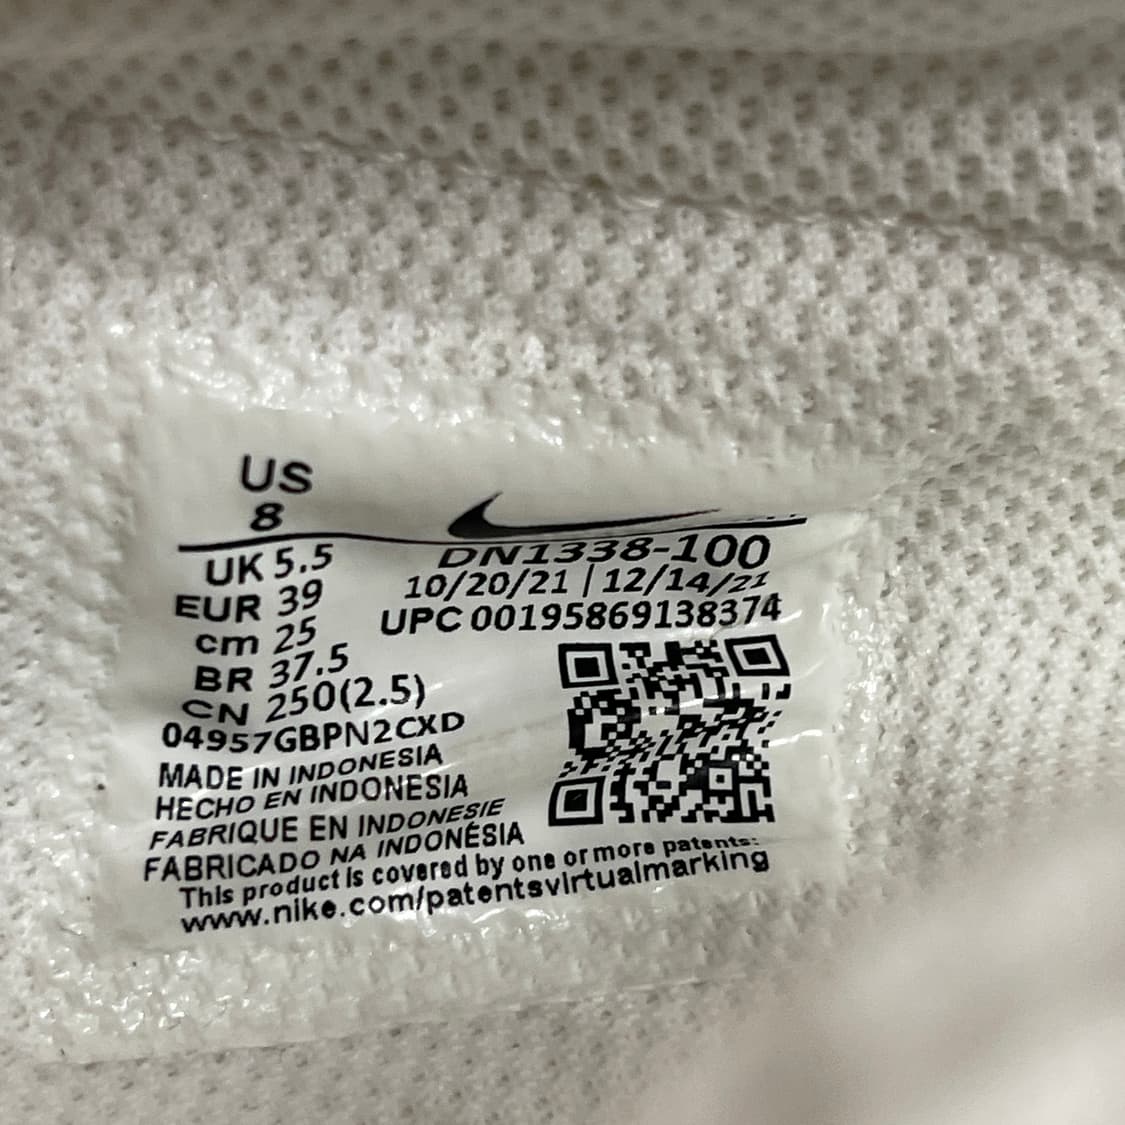 US
8
UK 5.5
EUR 39
cm 25
BR 37.5
CN 250(2.5)
04957GBPN2CXD
DN1338-100
10/20/21 | 12/14/21
UPC 00195869138374
MADE IN INDONESIA
HECHO EN INDONESIA
FABRIQUE EN INDONESIE
FABRICADO NA INDONÉSIA
This product is covered by one or more patents:
www.nike.com/patentsvirtualmarking